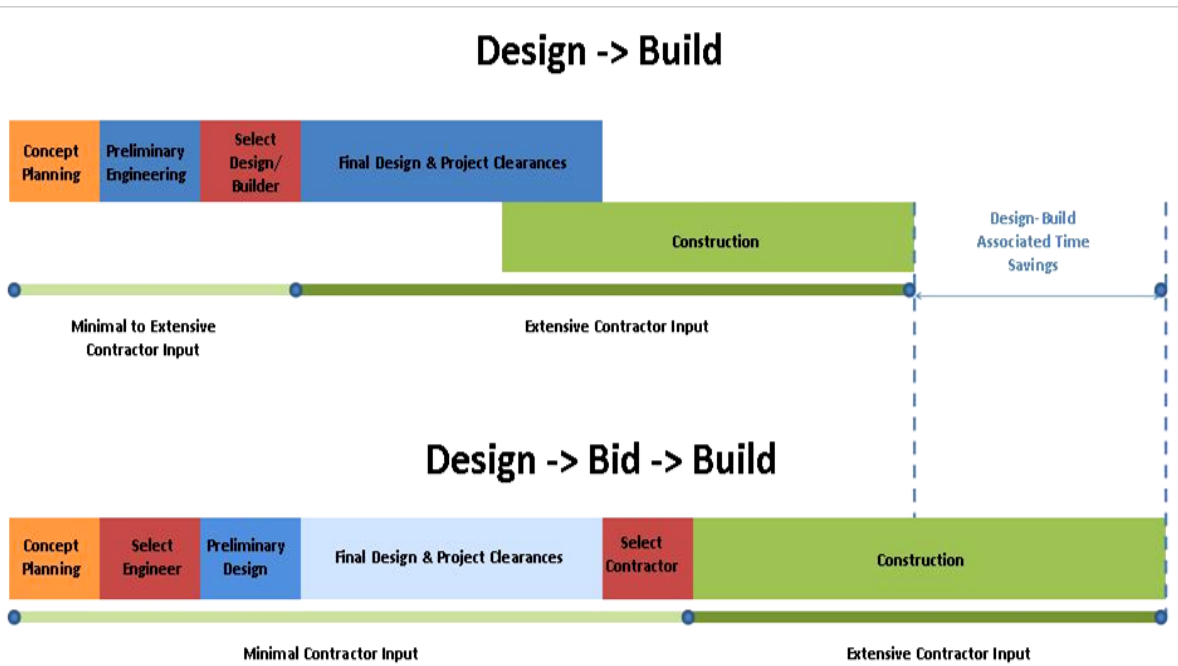 Design -> Build
Concept
Planning
Preliminary
Engineering
Select
Design/
Builder
Final Design & Project Clearances
Construction
Design-Build
Associated Time
Savings
Minimal to Extensive
Contractor Input
Extensive Contractor Input
Design -> Bid -> Build
Concept
Planning
Select
Engineer
Preliminary
Design
Final Design & Project Clearances
Select
Contractor
Construction
Minimal Contractor Input
Extensive Contractor Input